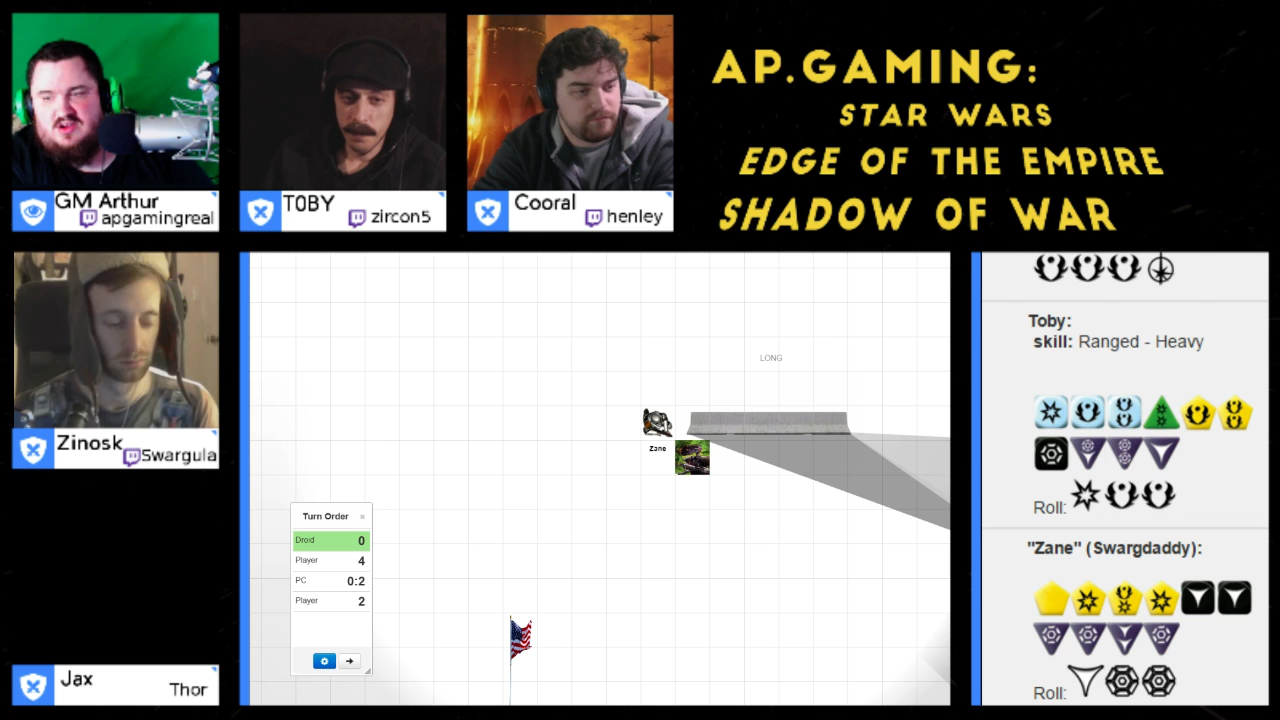 AP.GAMING:
STAR WARS
EDGE OF THE EMPIRE
SHADOW OF WAR
GM Arthur
apgamingreal
TOBY
zircon5
Cooral
henley
Zinosk
Swargula
Jax
Thor
LONG
Zane
Turn Order
Droid 0
Player 4
PC 0:2
Player 2
Toby:
skill: Ranged - Heavy
Roll:
"Zane" (Swargdaddy):
Roll: